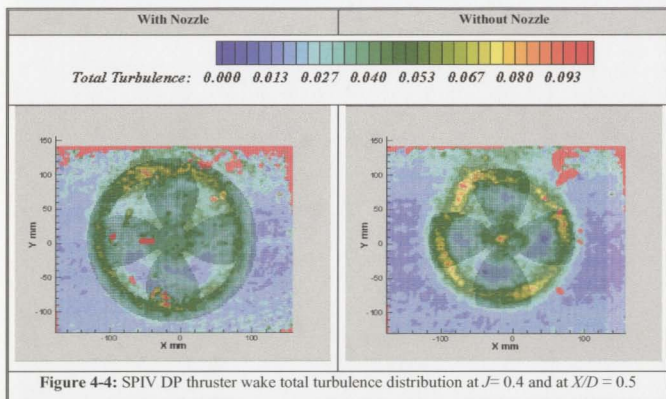 With Nozzle Without Nozzle
Total Turbulence: 0.000 0.013 0.027 0.040 0.053 0.067 0.080 0.093
150
100
50
0
-50
-100
Y mm
-100 0 100
X mm
150
100
50
0
-50
-100
Y mm
-100 0 100
X mm
Figure 4-4: SPIV DP thruster wake total turbulence distribution at J= 0.4 and at X/D = 0.5